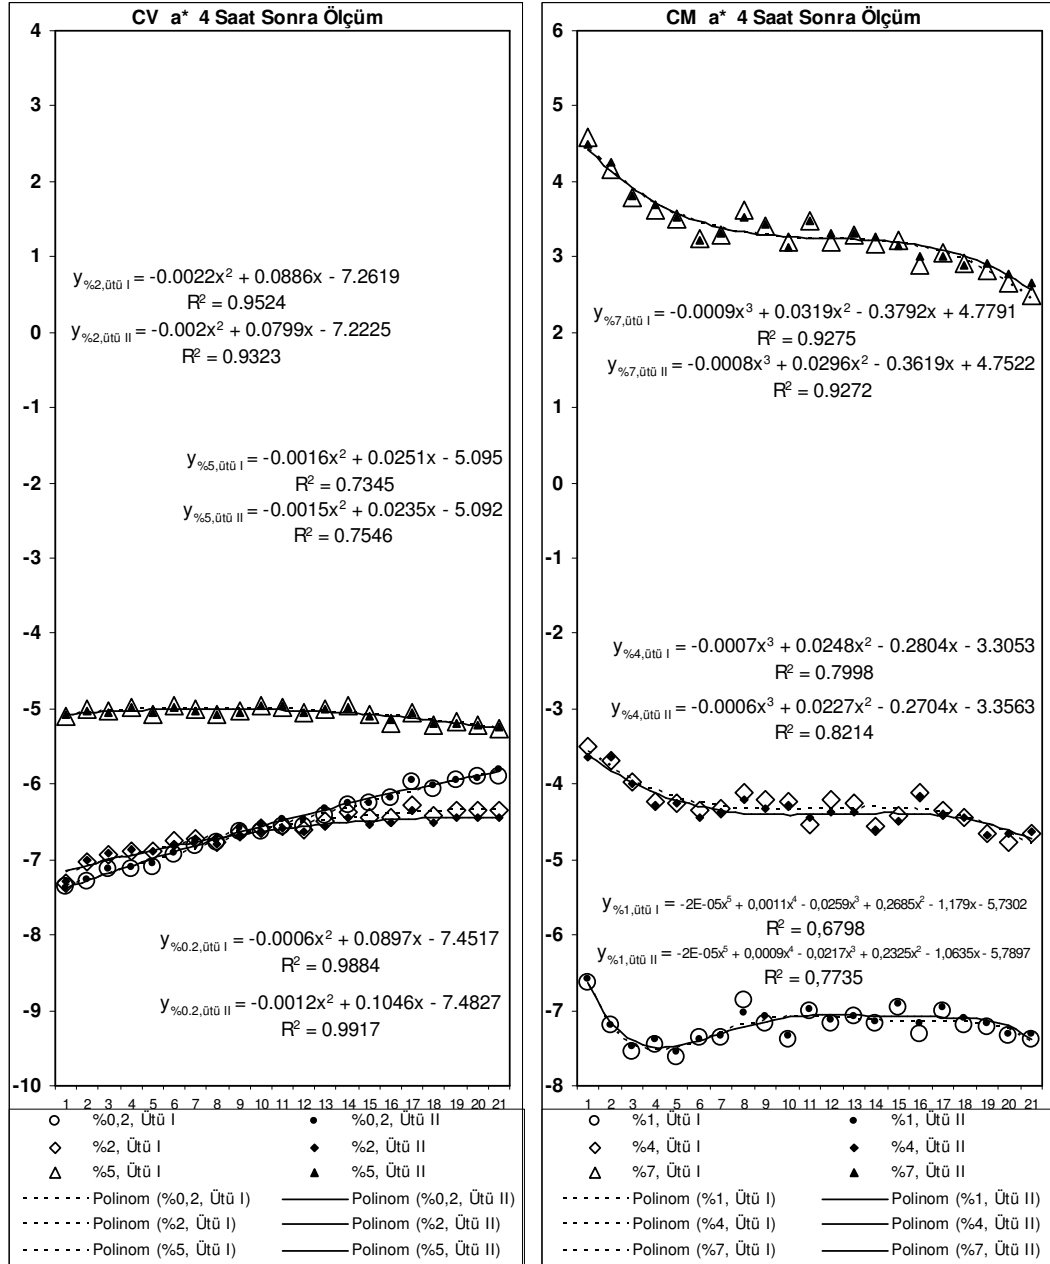 CV a* 4 Saat Sonra Ölçüm
4
3
2
1
0
-1
-2
-3
-4
-5
-6
-7
-8
-9
-10
y%2,ütü I = -0.0022x² + 0.0886x - 7.2619
R² = 0.9524
y%2,ütü II = -0.002x² + 0.0799x - 7.2225
R² = 0.9323
y%5,ütü I = -0.0016x² + 0.0251x - 5.095
R² = 0.7345
y%5,ütü II = -0.0015x² + 0.0235x - 5.092
R² = 0.7546
y%0.2,ütü I = -0.0006x² + 0.0897x - 7.4517
R² = 0.9884
y%0.2,ütü II = -0.0012x² + 0.1046x - 7.4827
R² = 0.9917
1 2 3 4 5 6 7 8 9 10 11 12 13 14 15 16 17 18 19 20 21
%0,2, Ütü I %0,2, Ütü II
%2, Ütü I %2, Ütü II
%5, Ütü I %5, Ütü II
Polinom (%0,2, Ütü I) Polinom (%0,2, Ütü II)
Polinom (%2, Ütü I) Polinom (%2, Ütü II)
Polinom (%5, Ütü I) Polinom (%5, Ütü II)
CM a* 4 Saat Sonra Ölçüm
6
5
4
3
2
1
0
-1
-2
-3
-4
-5
-6
-7
-8
y%7,ütü I = -0.0009x³ + 0.0319x² - 0.3792x + 4.7791
R² = 0.9275
y%7,ütü II = -0.0008x³ + 0.0296x² - 0.3619x + 4.7522
R² = 0.9272
y%4,ütü I = -0.0007x³ + 0.0248x² - 0.2804x - 3.3053
R² = 0.7998
y%4,ütü II = -0.0006x³ + 0.0227x² - 0.2704x - 3.3563
R² = 0.8214
y%1,ütü I = -2E-05x⁵ + 0,0011x⁴ - 0,0259x³ + 0,2685x² - 1,179x - 5,7302
R² = 0,6798
y%1,ütü II = -2E-05x⁵ + 0,0009x⁴ - 0,0217x³ + 0,2325x² - 1,0635x - 5,7897
R² = 0,7735
1 2 3 4 5 6 7 8 9 10 11 12 13 14 15 16 17 18 19 20 21
%1, Ütü I %1, Ütü II
%4, Ütü I %4, Ütü II
%7, Ütü I %7, Ütü II
Polinom (%1, Ütü I) Polinom (%1, Ütü II)
Polinom (%4, Ütü I) Polinom (%4, Ütü II)
Polinom (%7, Ütü I) Polinom (%7, Ütü II)